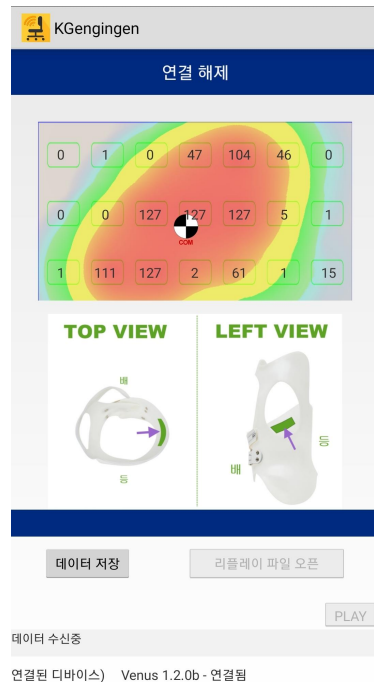 KGengingen
연결 해제
0 1 0 47 104 46 0
0 0 127 127 127 5 1
COM
1 111 127 2 61 1 15
TOP VIEW LEFT VIEW
배
등
등
배
데이터 저장 리플레이 파일 오픈
PLAY
데이터 수신중
연결된 디바이스) Venus 1.2.0b - 연결됨